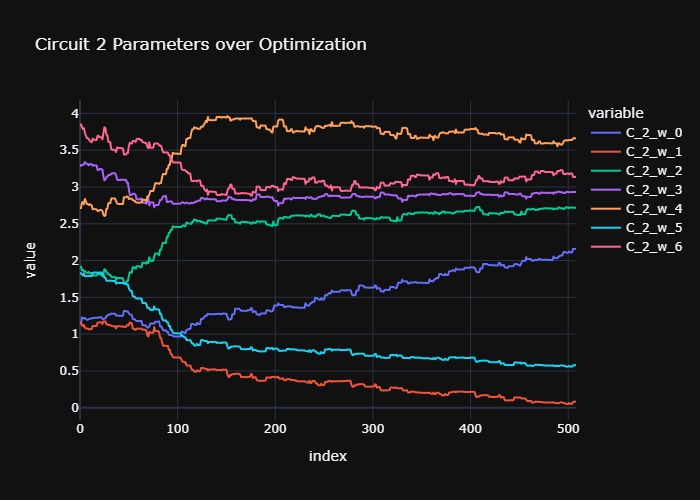 Circuit 2 Parameters over Optimization
variable
C_2_w_0
C_2_w_1
C_2_w_2
C_2_w_3
C_2_w_4
C_2_w_5
C_2_w_6
value
4
3.5
3
2.5
2
1.5
1
0.5
0
0 100 200 300 400 500
index